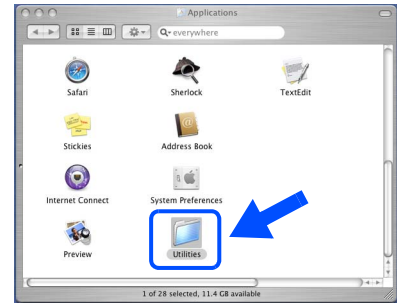 Applications
everywhere
Safari
Sherlock
TextEdit
Stickies
Address Book
Internet Connect
System Preferences
Preview
Utilities
1 of 28 selected, 11.4 GB available